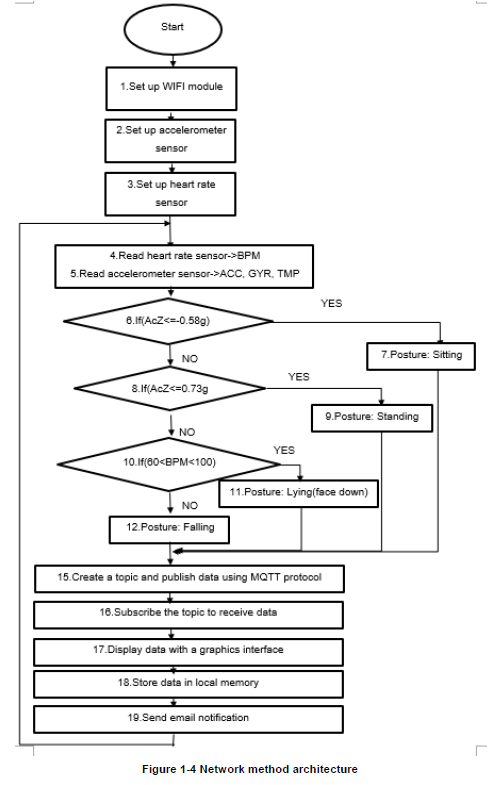 Start
1.Set up WIFI module
2.Set up accelerometer
sensor
3.Set up heart rate
sensor
4.Read heart rate sensor->BPM
5.Read accelerometer sensor->ACC, GYR, TMP
YES
6.If(AcZ<=-0.58g)
7.Posture: Sitting
NO
YES
8.If(AcZ<=0.73g
9.Posture: Standing
NO
YES
10.If(60<BPM<100)
11.Posture: Lying(face down)
NO
12.Posture: Falling
15.Create a topic and publish data using MQTT protocol
16.Subscribe the topic to receive data
17.Display data with a graphics interface
18.Store data in local memory
19.Send email notification
Figure 1-4 Network method architecture